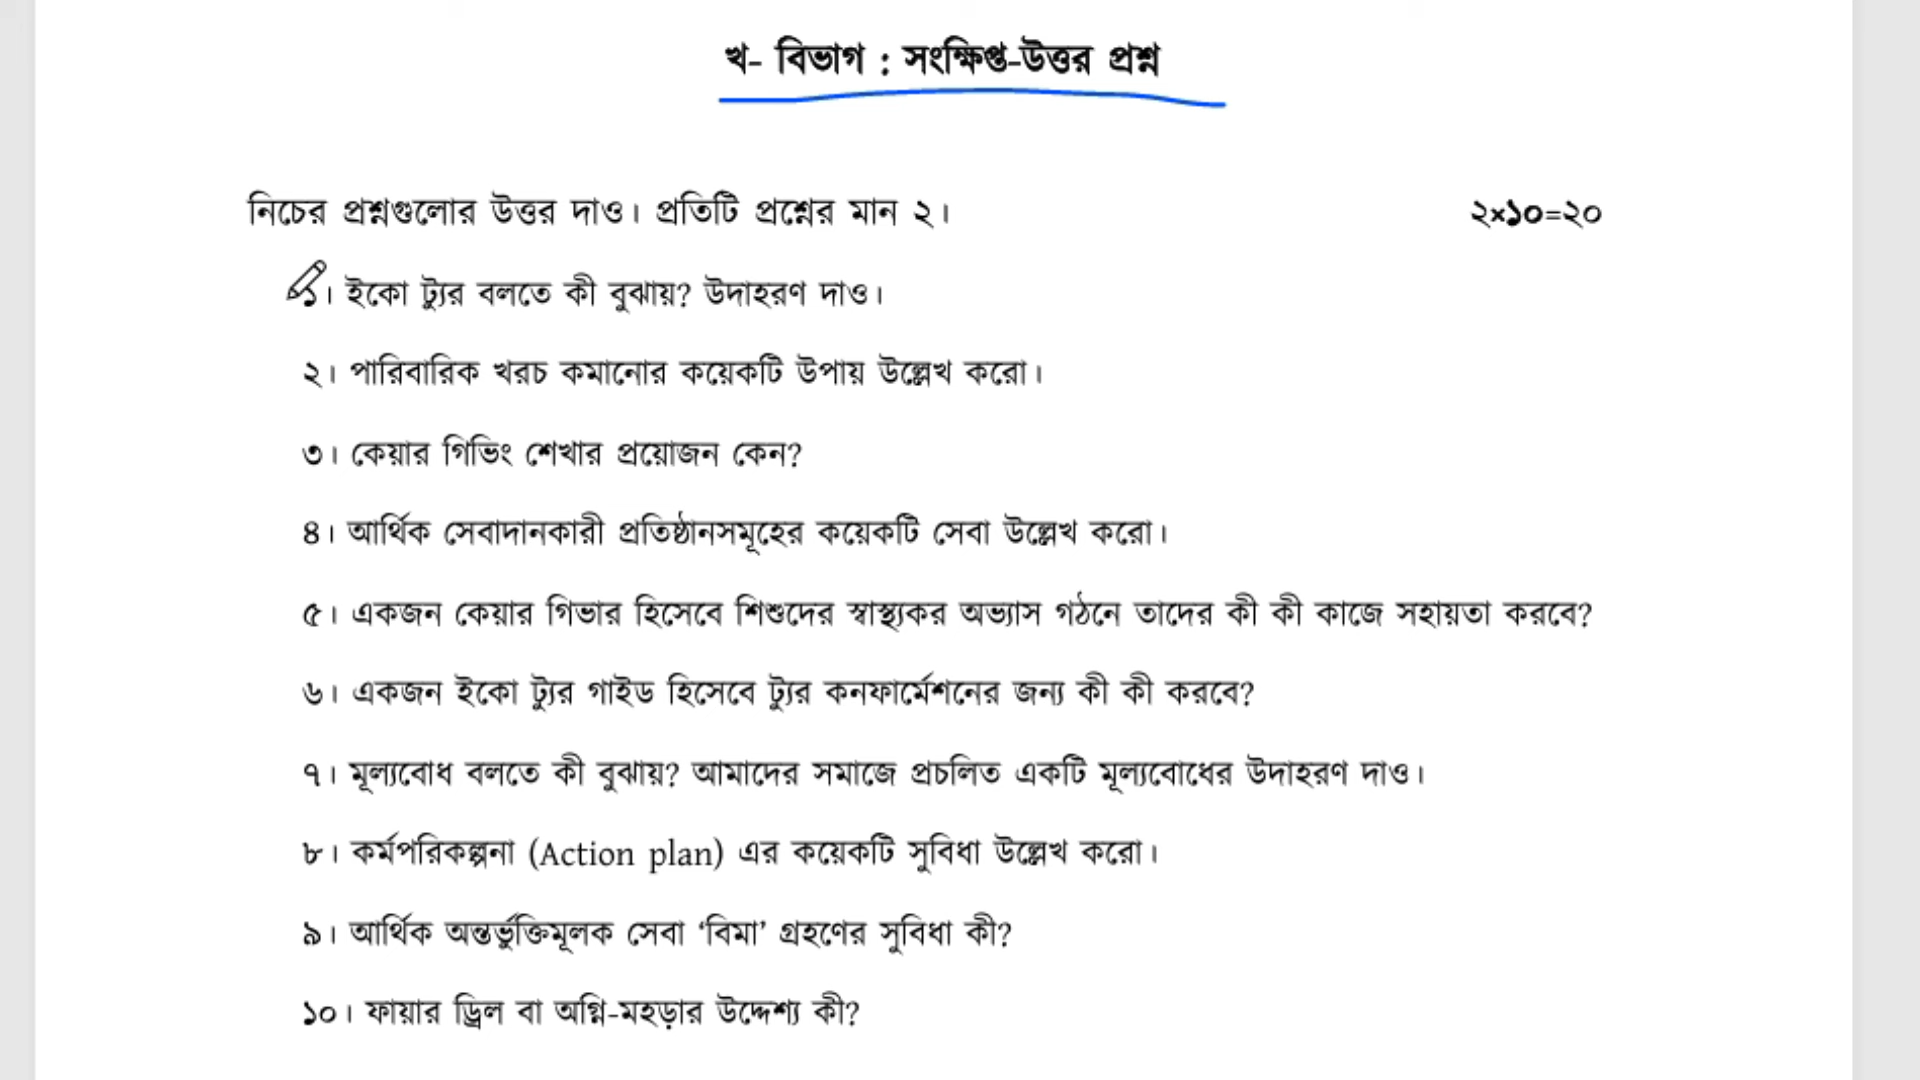 খ- বিভাগ : সংক্ষিপ্ত-উত্তর প্রশ্ন
নিচের প্রশ্নগুলোর উত্তর দাও। প্রতিটি প্রশ্নের মান ২। ২×১০=২০
১। ইকো ট্যুর বলতে কী বুঝায়? উদাহরণ দাও।
২। পারিবারিক খরচ কমানোর কয়েকটি উপায় উল্লেখ করো।
৩। কেয়ার গিভিং শেখার প্রয়োজন কেন?
৪। আর্থিক সেবাদানকারী প্রতিষ্ঠানসমূহের কয়েকটি সেবা উল্লেখ করো।
৫। একজন কেয়ার গিভার হিসেবে শিশুদের স্বাস্থ্যকর অভ্যাস গঠনে তাদের কী কী কাজে সহায়তা করবে?
৬। একজন ইকো ট্যুর গাইড হিসেবে ট্যুর কনফার্মেশনের জন্য কী কী করবে?
৭। মূল্যবোধ বলতে কী বুঝায়? আমাদের সমাজে প্রচলিত একটি মূল্যবোধের উদাহরণ দাও।
৮। কর্মপরিকল্পনা (Action plan) এর কয়েকটি সুবিধা উল্লেখ করো।
৯। আর্থিক অন্তর্ভুক্তিমূলক সেবা ‘বিমা’ গ্রহণের সুবিধা কী?
১০। ফায়ার ড্রিল বা অগ্নি-মহড়ার উদ্দেশ্য কী?